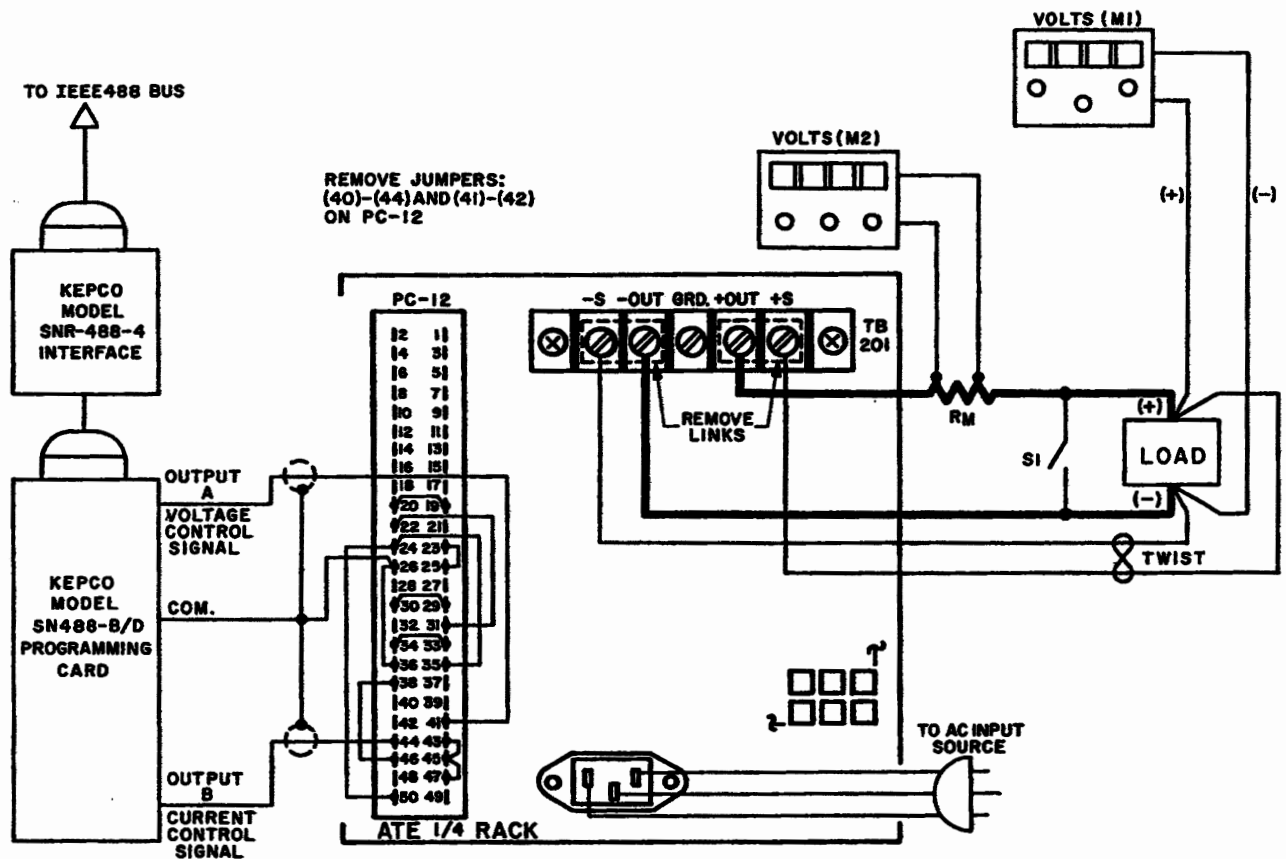 VOLTS (M1)
TO IEEE488 BUS
VOLTS (M2)
REMOVE JUMPERS:
(40)-(44) AND (41)-(42)
ON PC-12
(+)
(-)
KEPCO
MODEL
SNR-488-4
INTERFACE
PC-12
-S -OUT GRD. +OUT +S
TB
201
2 1
4 3
6 5
8 7
10 9
12 11
14 13
16 15
18 17
20 19
22 21
24 23
26 25
28 27
30 29
32 31
34 33
36 35
38 37
40 39
42 41
44 43
46 45
48 47
50 49
REMOVE
LINKS
RM
S1
(+)
LOAD
(-)
TWIST
OUTPUT
A
VOLTAGE
CONTROL
SIGNAL
COM.
KEPCO
MODEL
SN488-B/D
PROGRAMMING
CARD
OUTPUT
B
CURRENT
CONTROL
SIGNAL
TO AC INPUT
SOURCE
ATE 1/4 RACK